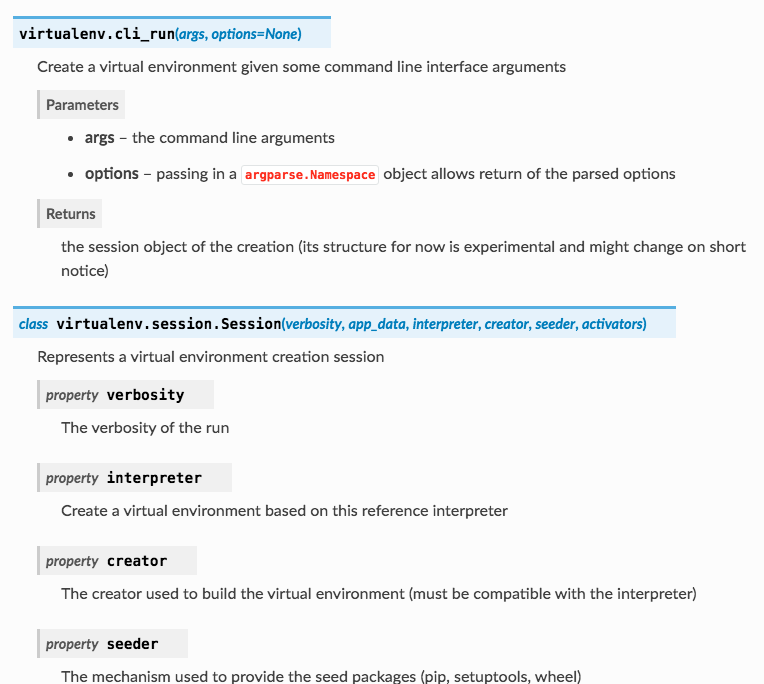 virtualenv.cli_run(args, options=None)
Create a virtual environment given some command line interface arguments
Parameters
• args – the command line arguments
• options – passing in a argparse.Namespace object allows return of the parsed options
Returns
the session object of the creation (its structure for now is experimental and might change on short
notice)
class virtualenv.session.Session(verbosity, app_data, interpreter, creator, seeder, activators)
Represents a virtual environment creation session
property verbosity
The verbosity of the run
property interpreter
Create a virtual environment based on this reference interpreter
property creator
The creator used to build the virtual environment (must be compatible with the interpreter)
property seeder
The mechanism used to provide the seed packages (pip, setuptools, wheel)